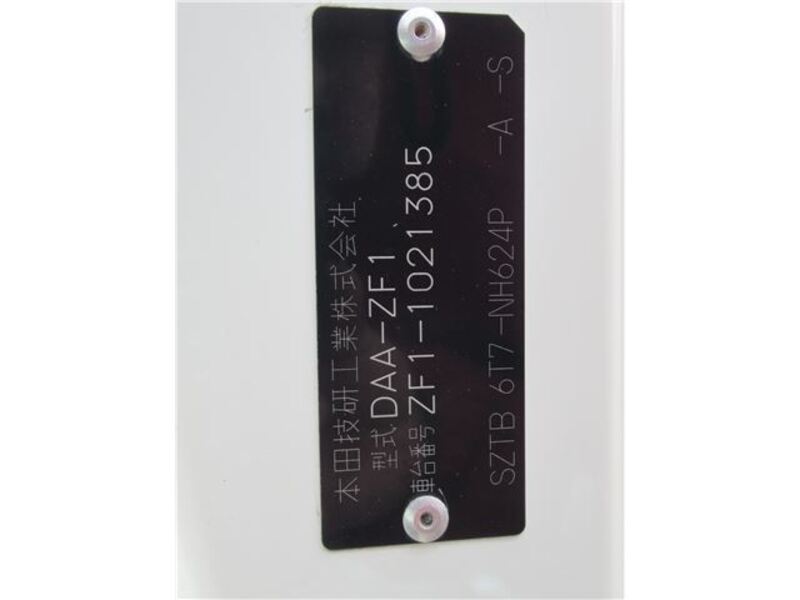 本田技研工業株式会社
型式 DAA-ZF1
車台番号 ZF1-1021385
SZTB 6T7-NH624P -A -S